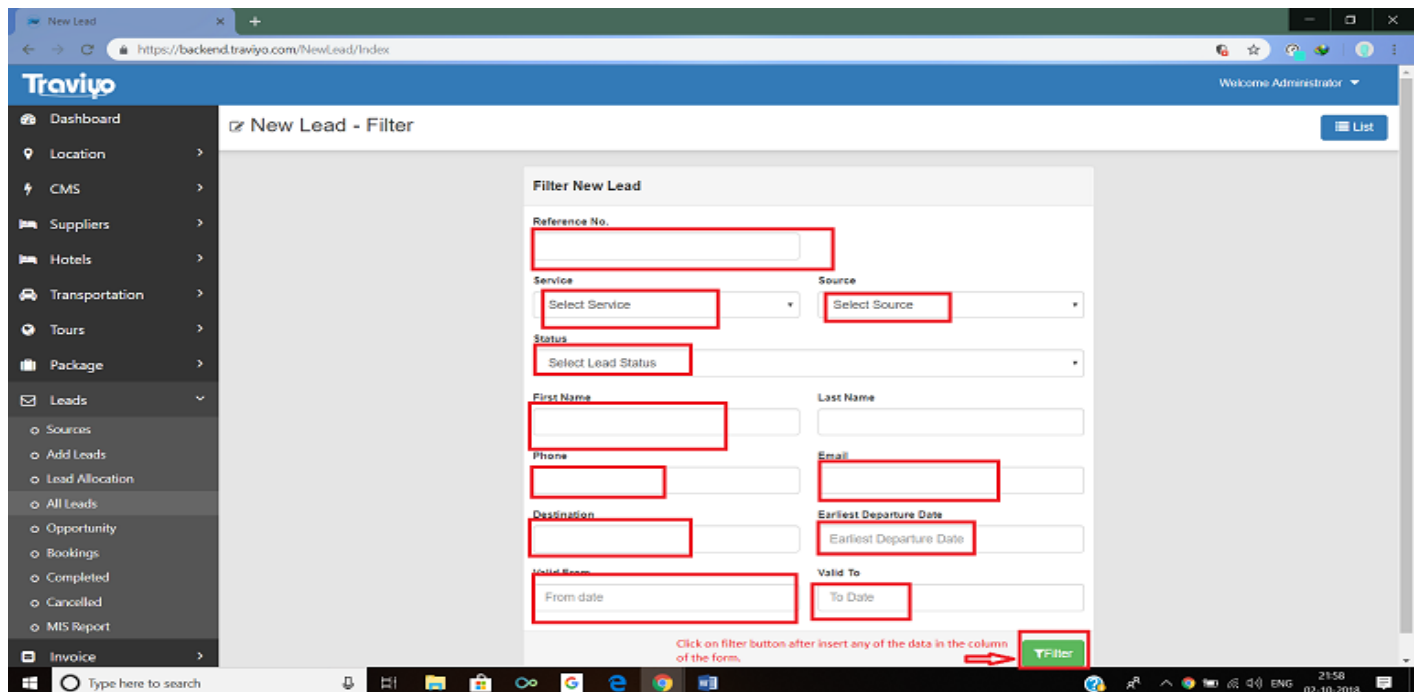 New Lead
https://backend.traviyo.com/NewLead/Index
Traviyo
Welcome Administrator
Dashboard
New Lead - Filter
List
Location
CMS
Suppliers
Hotels
Transportation
Tours
Package
Leads
Sources
Add Leads
Lead Allocation
All Leads
Opportunity
Bookings
Completed
Cancelled
MIS Report
Invoice
Filter New Lead
Reference No.
Service Source
Select Service Select Source
Status
Select Lead Status
First Name Last Name
Phone Email
Destination Earliest Departure Date
Earliest Departure Date
Valid From Valid To
From date To Date
Click on filter button after insert any of the data in the column
of the form.
Filter
Type here to search
ENG
21:58
02-10-2018